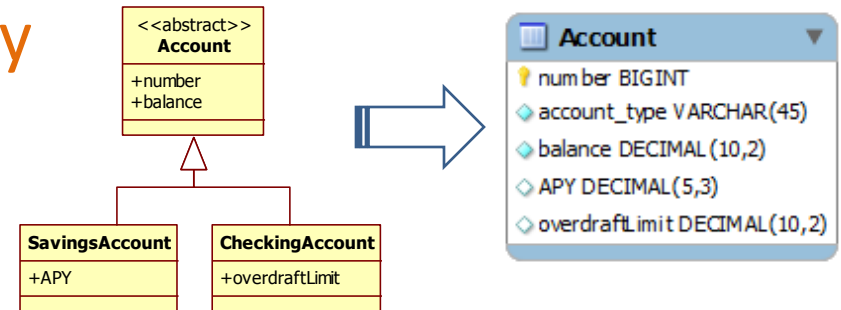 y
<<abstract>>
Account
+number
+balance
SavingsAccount
+APY
CheckingAccount
+overdraftLimit
Account
number BIGINT
account_type VARCHAR(45)
balance DECIMAL(10,2)
APY DECIMAL(5,3)
overdraftLimit DECIMAL(10,2)